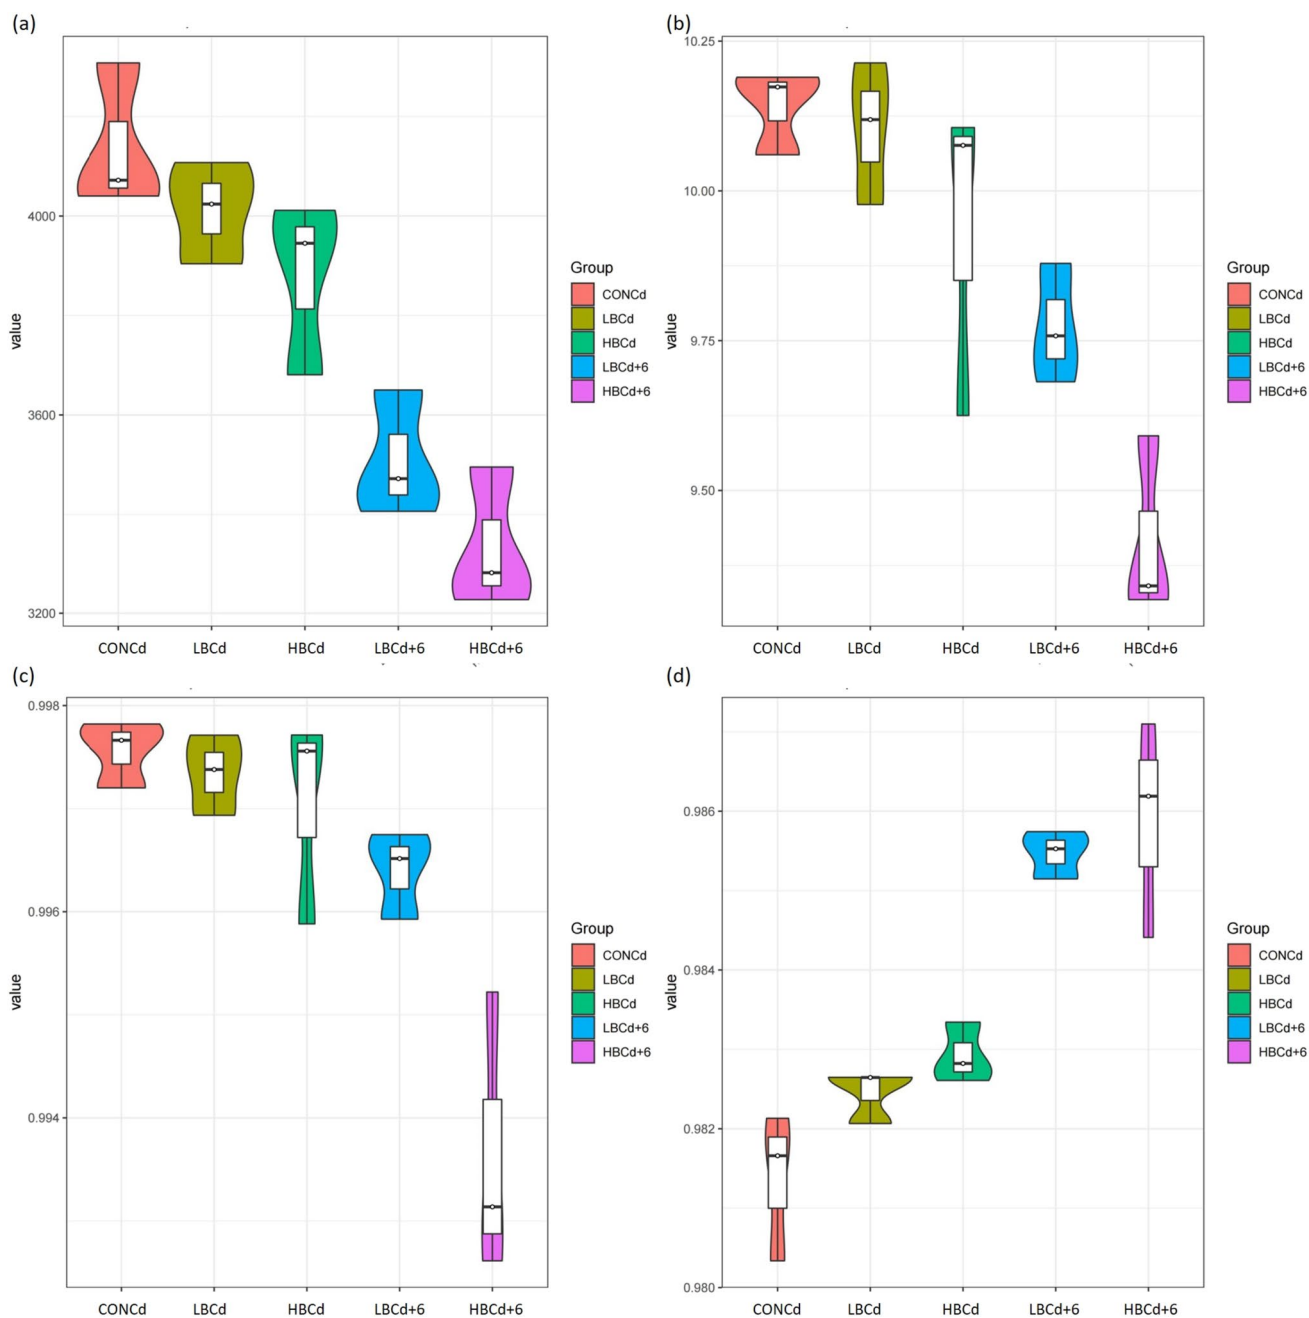 (a)
value
4000
3600
3200
CONCd LBCd HBCd LBCd+6 HBCd+6
Group
CONCd
LBCd
HBCd
LBCd+6
HBCd+6
(b)
value
10.25
10.00
9.75
9.50
CONCd LBCd HBCd LBCd+6 HBCd+6
Group
CONCd
LBCd
HBCd
LBCd+6
HBCd+6
(c)
value
0.998
0.996
0.994
CONCd LBCd HBCd LBCd+6 HBCd+6
Group
CONCd
LBCd
HBCd
LBCd+6
HBCd+6
(d)
value
0.986
0.984
0.982
0.980
CONCd LBCd HBCd LBCd+6 HBCd+6
Group
CONCd
LBCd
HBCd
LBCd+6
HBCd+6